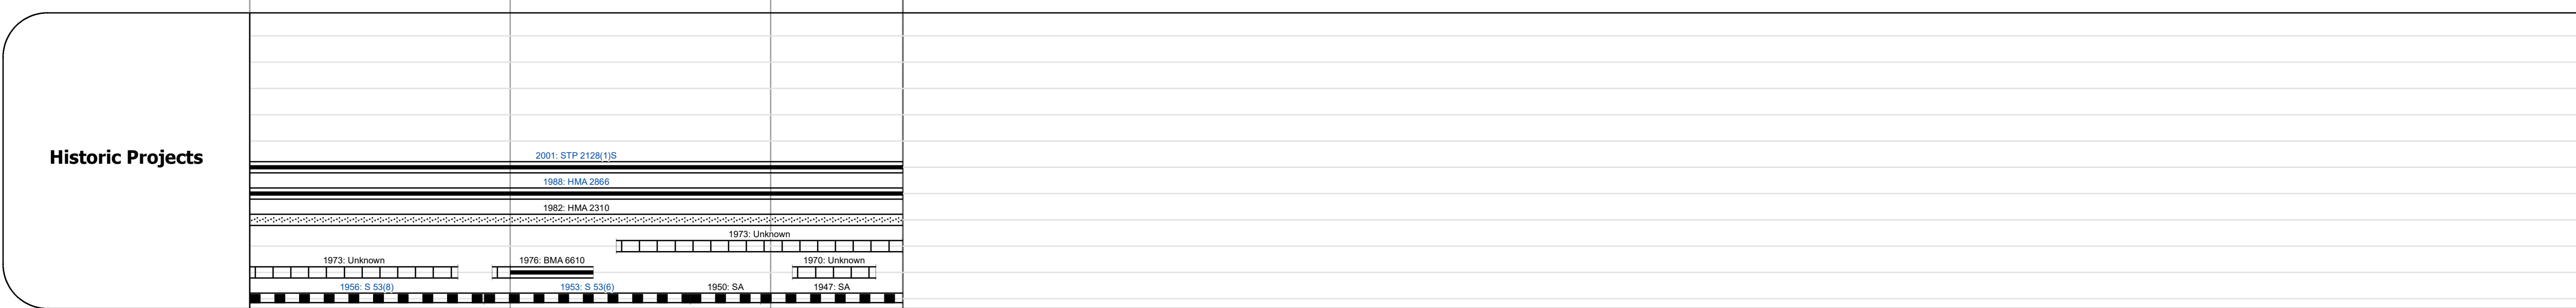 Historic Projects
2001: STP 2128(1)S
1988: HMA 2866
1982: HMA 2310
1973: Unknown
1973: Unknown
1976: BMA 6610
1970: Unknown
1956: S 53(8)
1953: S 53(6)
1950: SA
1947: SA